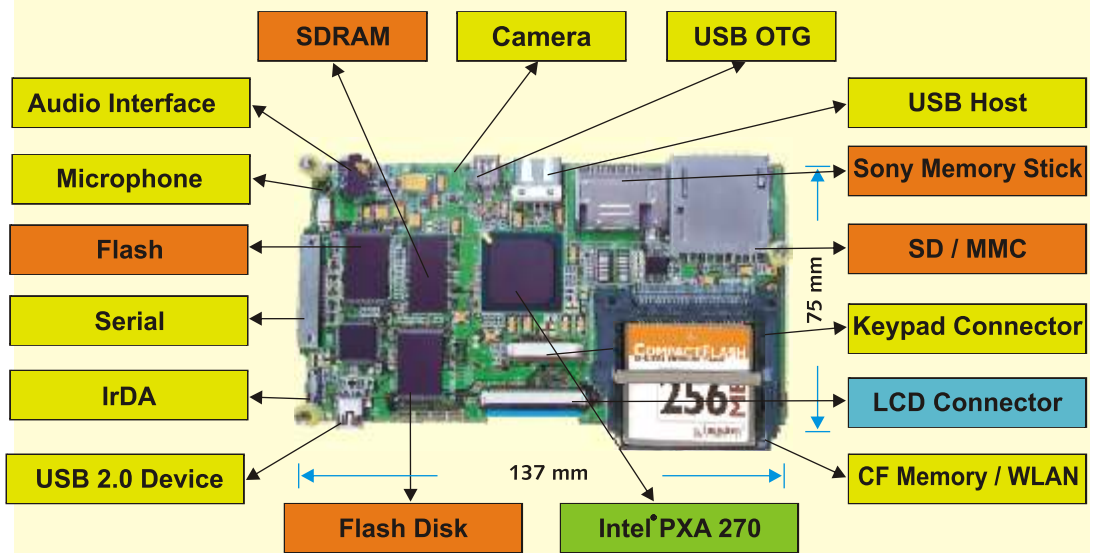 SDRAM
Camera
USB OTG
Audio Interface
USB Host
Microphone
Sony Memory Stick
Flash
SD / MMC
75 mm
Serial
Keypad Connector
COMPACTFLASH
256MB
IrDA
LCD Connector
USB 2.0 Device
137 mm
CF Memory / WLAN
Flash Disk
Intel•PXA 270